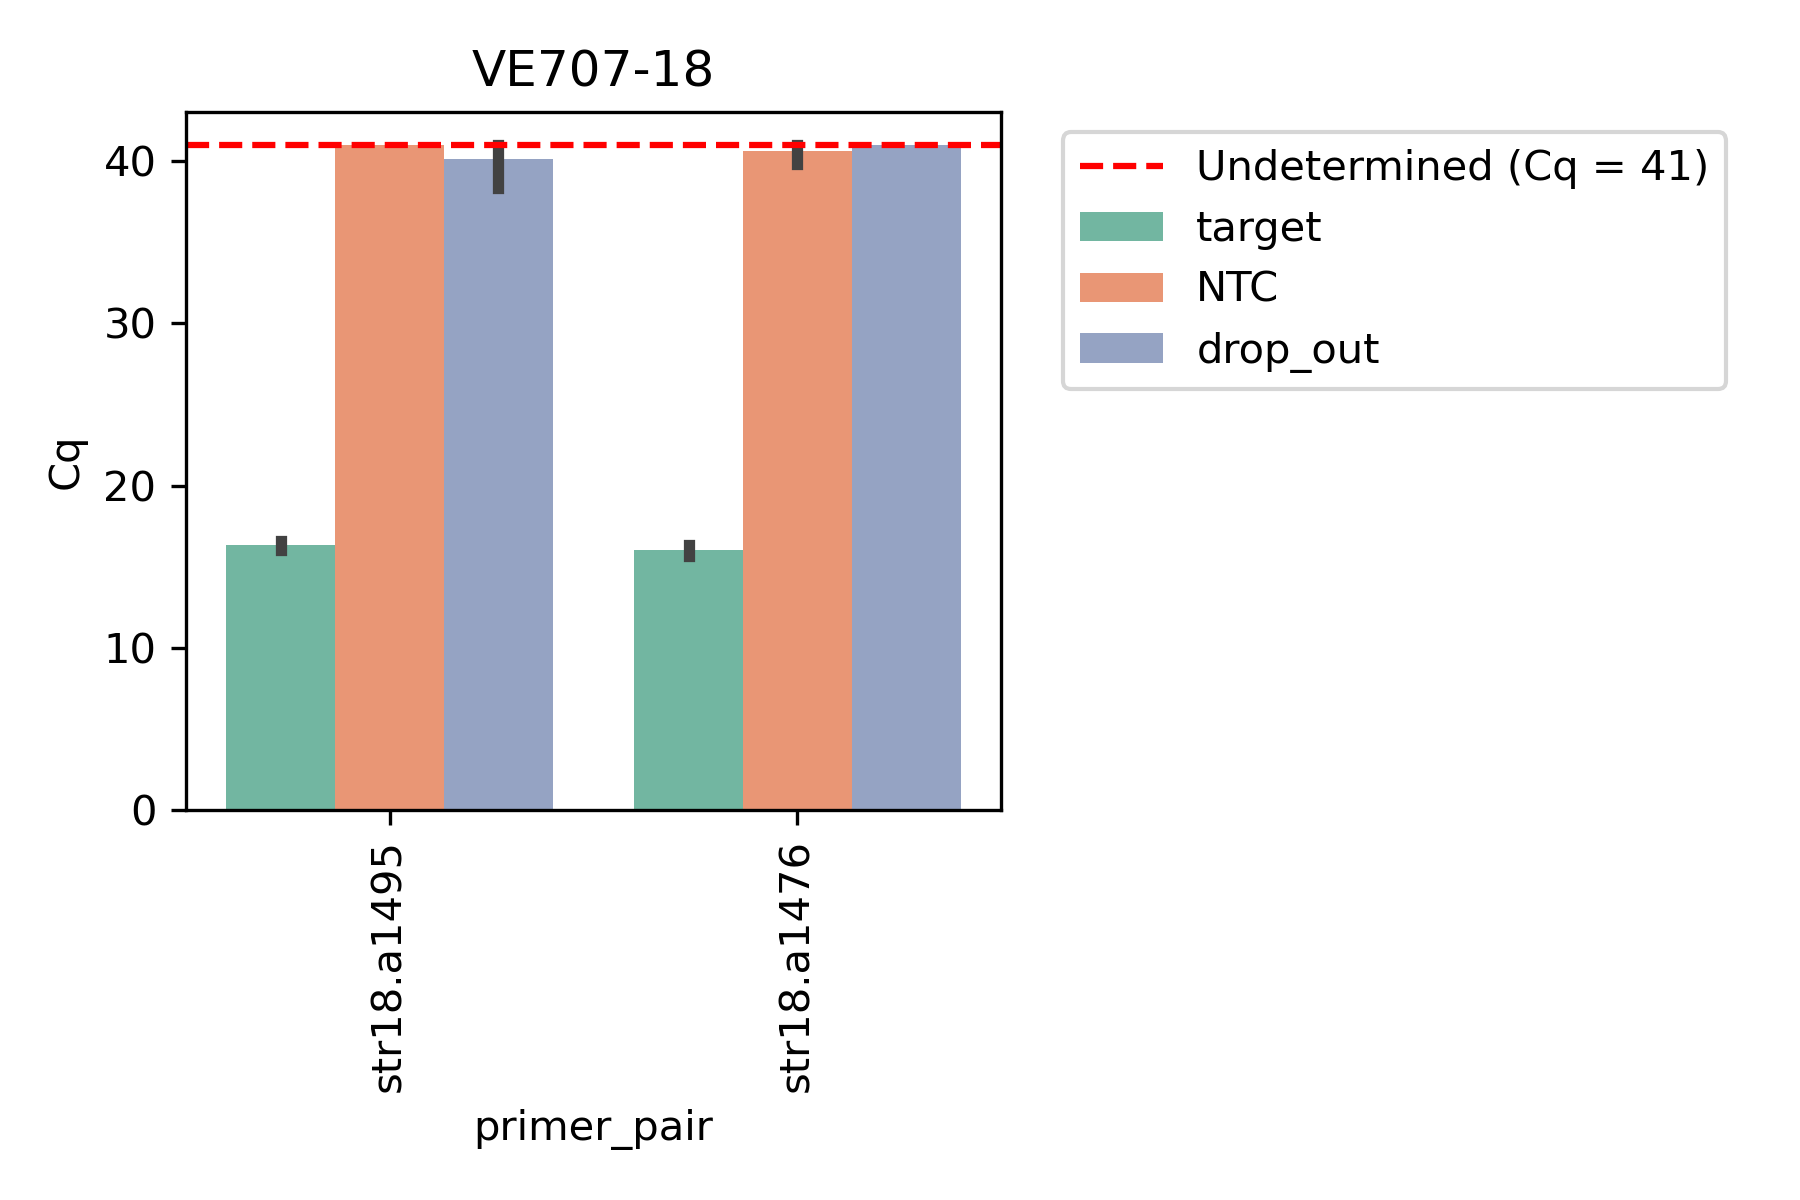 VE707-18
Cq
40
30
20
10
0
str18.a1495
str18.a1476
primer_pair
Undetermined (Cq = 41)
target
NTC
drop_out